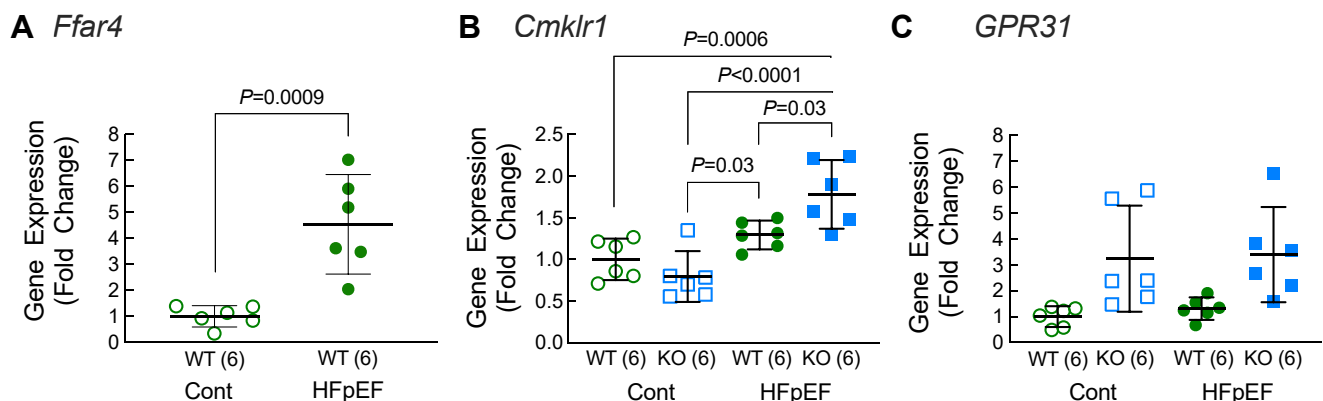 A Ffar4
P=0.0009
Gene Expression
(Fold Change)
8
7
6
5
4
3
2
1
0
WT (6) WT (6)
Cont HFpEF
B Cmklr1
P=0.0006
P<0.0001
P=0.03
P=0.03
Gene Expression
(Fold Change)
2.5
2.0
1.5
1.0
0.5
0.0
WT (6) KO (6) WT (6) KO (6)
Cont HFpEF
C GPR31
Gene Expression
(Fold Change)
8
7
6
5
4
3
2
1
0
WT (6) KO (6) WT (6) KO (6)
Cont HFpEF